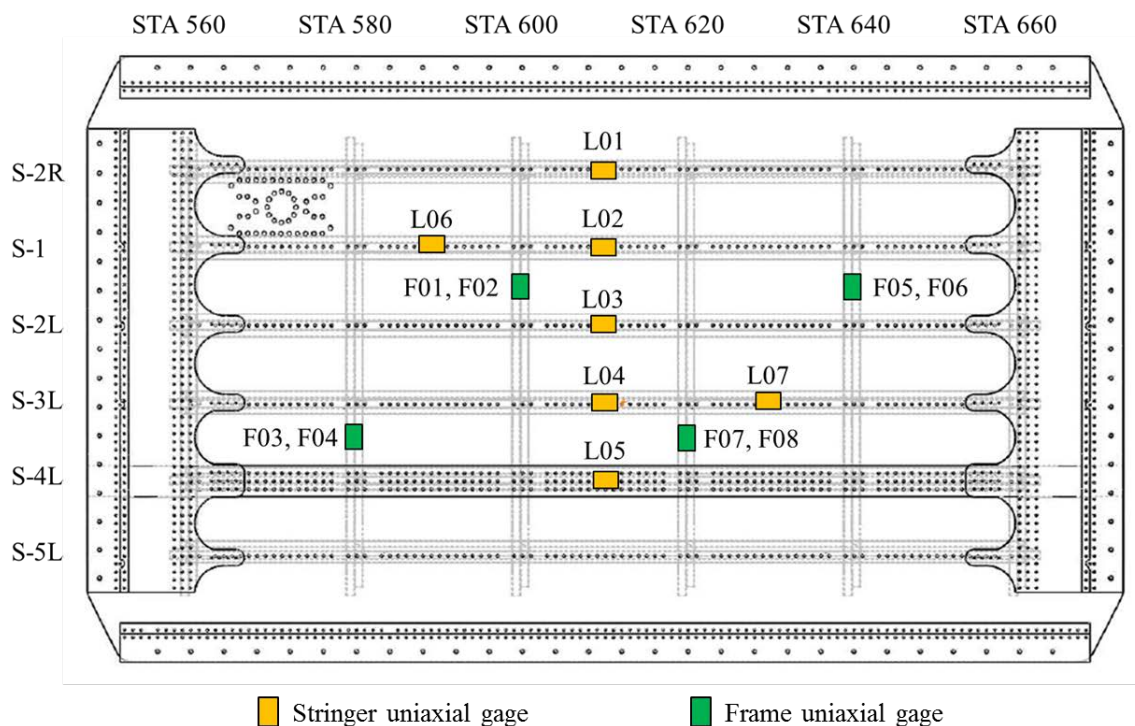 STA 560 STA 580 STA 600 STA 620 STA 640 STA 660
L01
S-2R
L06 L02
S-1
F01, F02 F05, F06
L03
S-2L
L04 L07
S-3L
F03, F04 F07, F08
L05
S-4L
S-5L
Stringer uniaxial gage Frame uniaxial gage